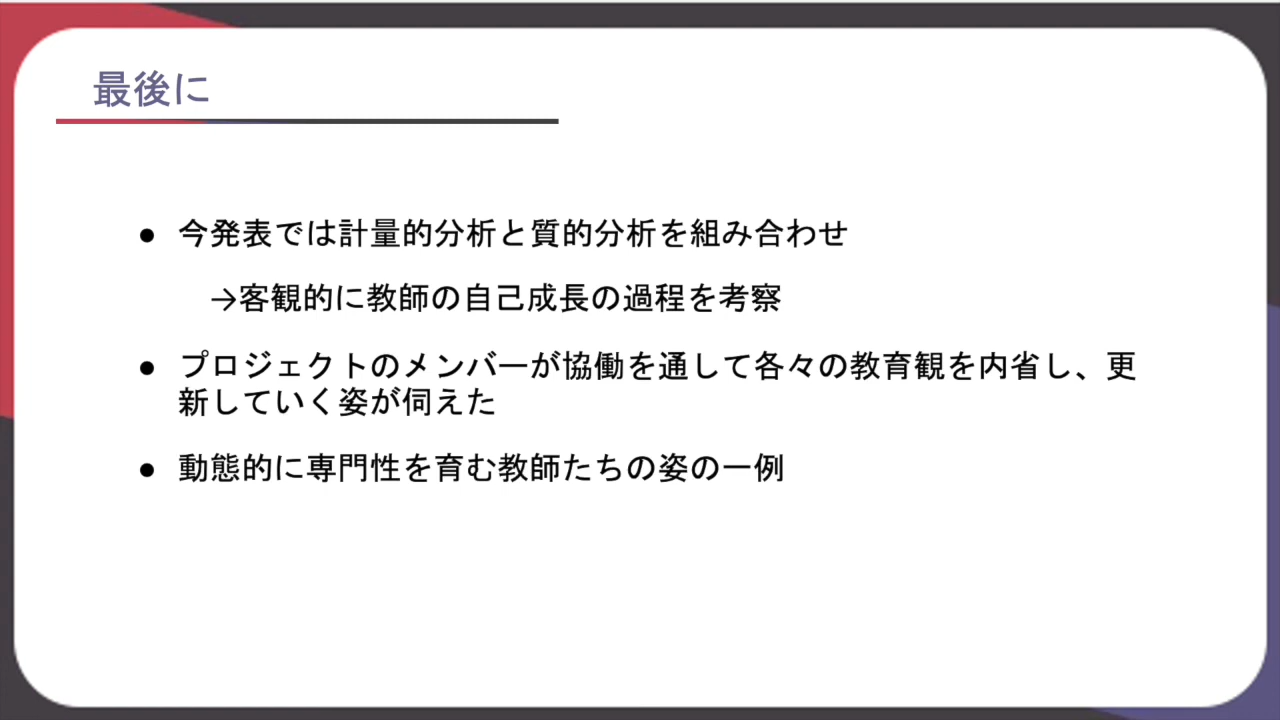 最後に
● 今発表では計量的分析と質的分析を組み合わせ
→客観的に教師の自己成長の過程を考察
● プロジェクトのメンバーが協働を通して各々の教育観を内省し、更
新していく姿が伺えた
● 動態的に専門性を育む教師たちの姿の一例